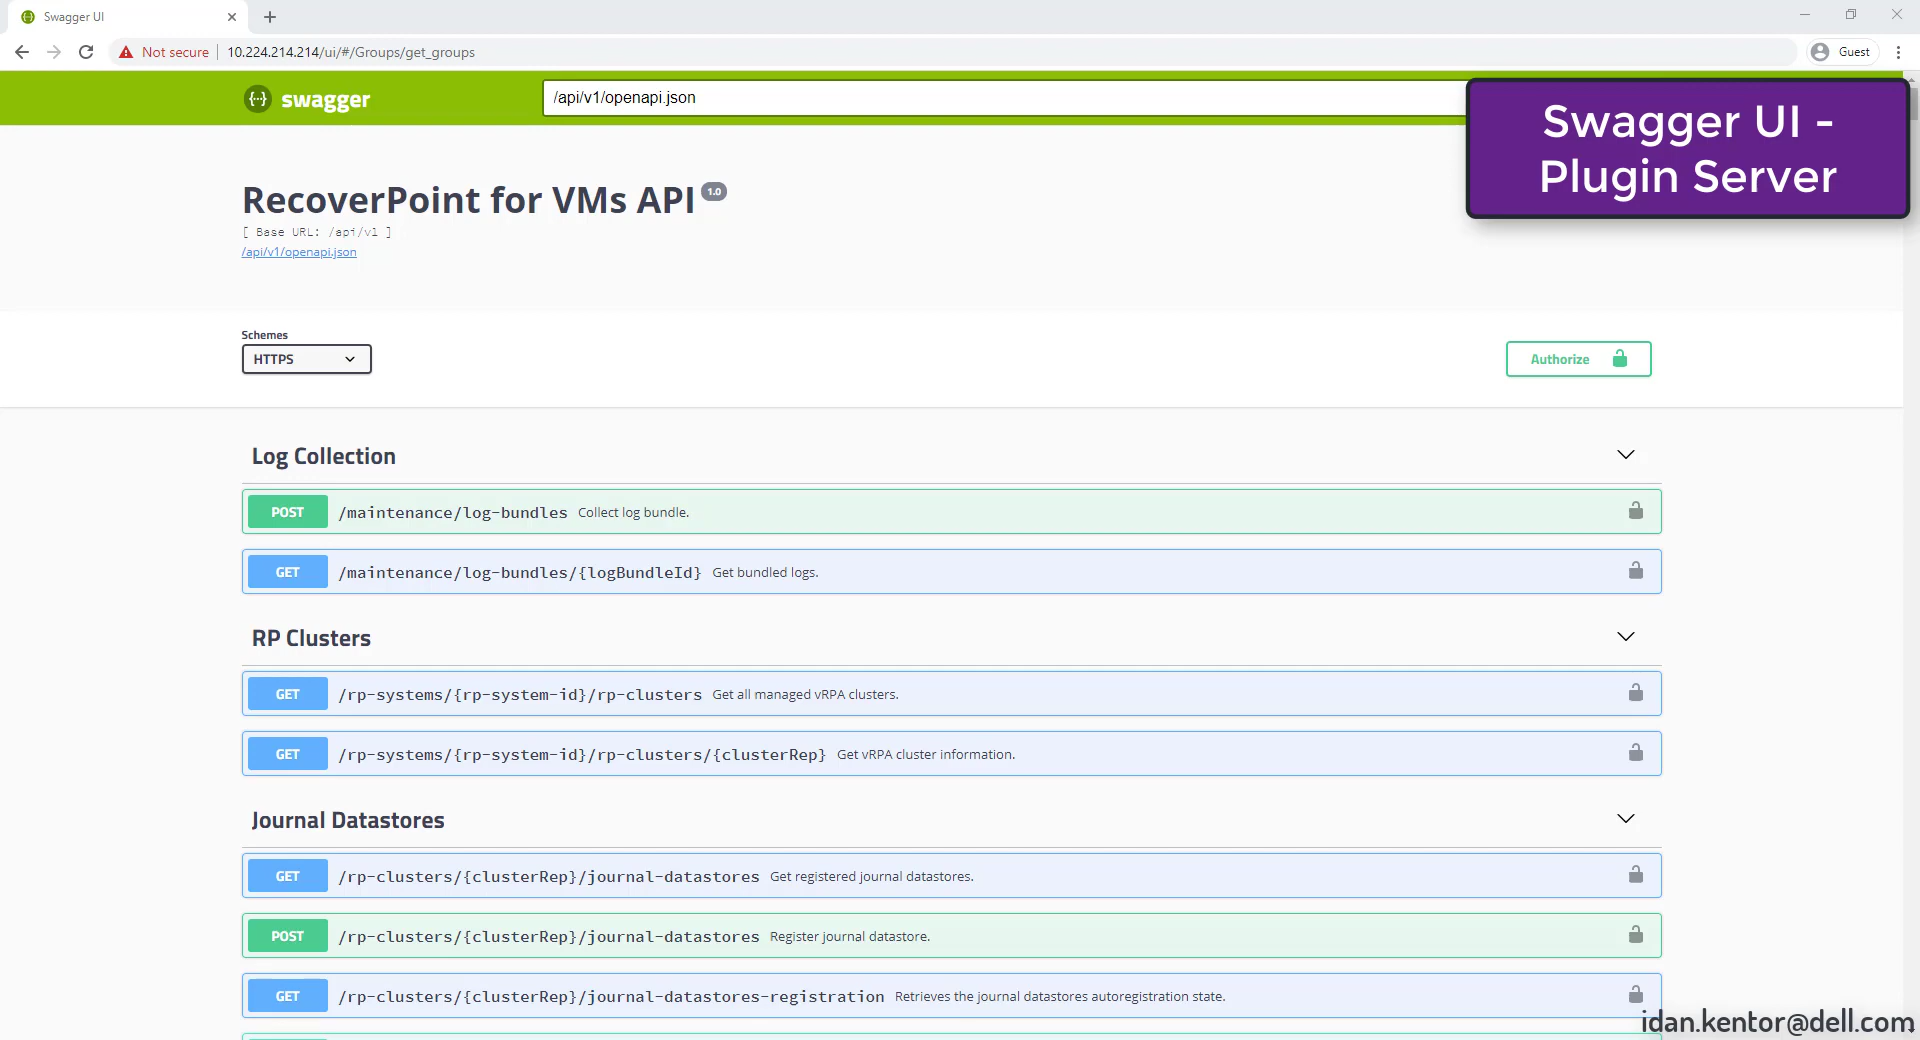 Swagger UI
Not secure
10.224.214.214/ui/#/Groups/get_groups
Guest
swagger
/api/v1/openapi.json
Swagger UI -
Plugin Server
RecoverPoint for VMs API 1.0
[ Base URL: /api/v1 ]
/api/v1/openapi.json
Schemes
HTTPS
Authorize
Log Collection
POST /maintenance/log-bundles Collect log bundle.
GET /maintenance/log-bundles/{logBundleId} Get bundled logs.
RP Clusters
GET /rp-systems/{rp-system-id}/rp-clusters Get all managed vRPA clusters.
GET /rp-systems/{rp-system-id}/rp-clusters/{clusterRep} Get vRPA cluster information.
Journal Datastores
GET /rp-clusters/{clusterRep}/journal-datastores Get registered journal datastores.
POST /rp-clusters/{clusterRep}/journal-datastores Register journal datastore.
GET /rp-clusters/{clusterRep}/journal-datastores-registration Retrieves the journal datastores autoregistration state.
idan.kentor@dell.com